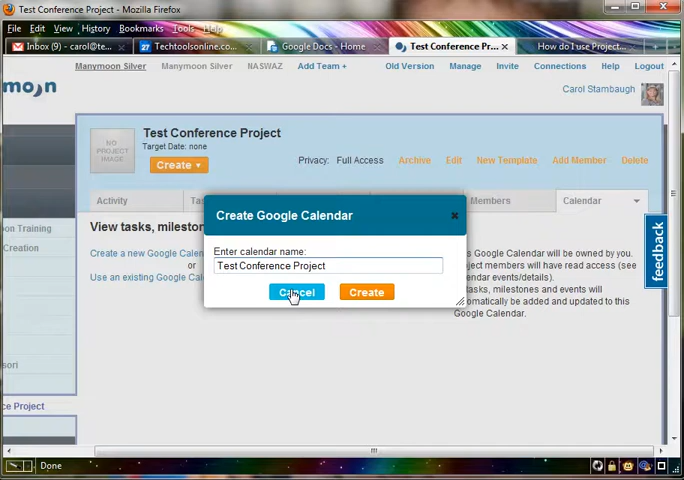 Test Conference Project - Mozilla Firefox
File Edit View History Bookmarks Tools Help
Inbox (9) - carol@te... Techtoolsonline.co... Google Docs - Home Test Conference Pr... How do I use Project...
Manymoon Silver Manymoon Silver NASWAZ Add Team + Old Version Manage Invite Connections Help Logout
moon
Carol Stambaugh
NO PROJECT IMAGE
Test Conference Project
Target Date: none
Create
Privacy: Full Access Archive Edit New Template Add Member Delete
Activity Tas Members Calendar
Create Google Calendar
View tasks, mileston
on Training
Creation
Create a new Google Calen
or
Use an existing Google Cal
Enter calendar name:
Test Conference Project
Cancel Create
s Google Calendar will be owned by you.
ject members will have read access (see
endar events/details).
tasks, milestones and events will
omatically be added and updated to this
Google Calendar.
feedback
sori
e Project
Done